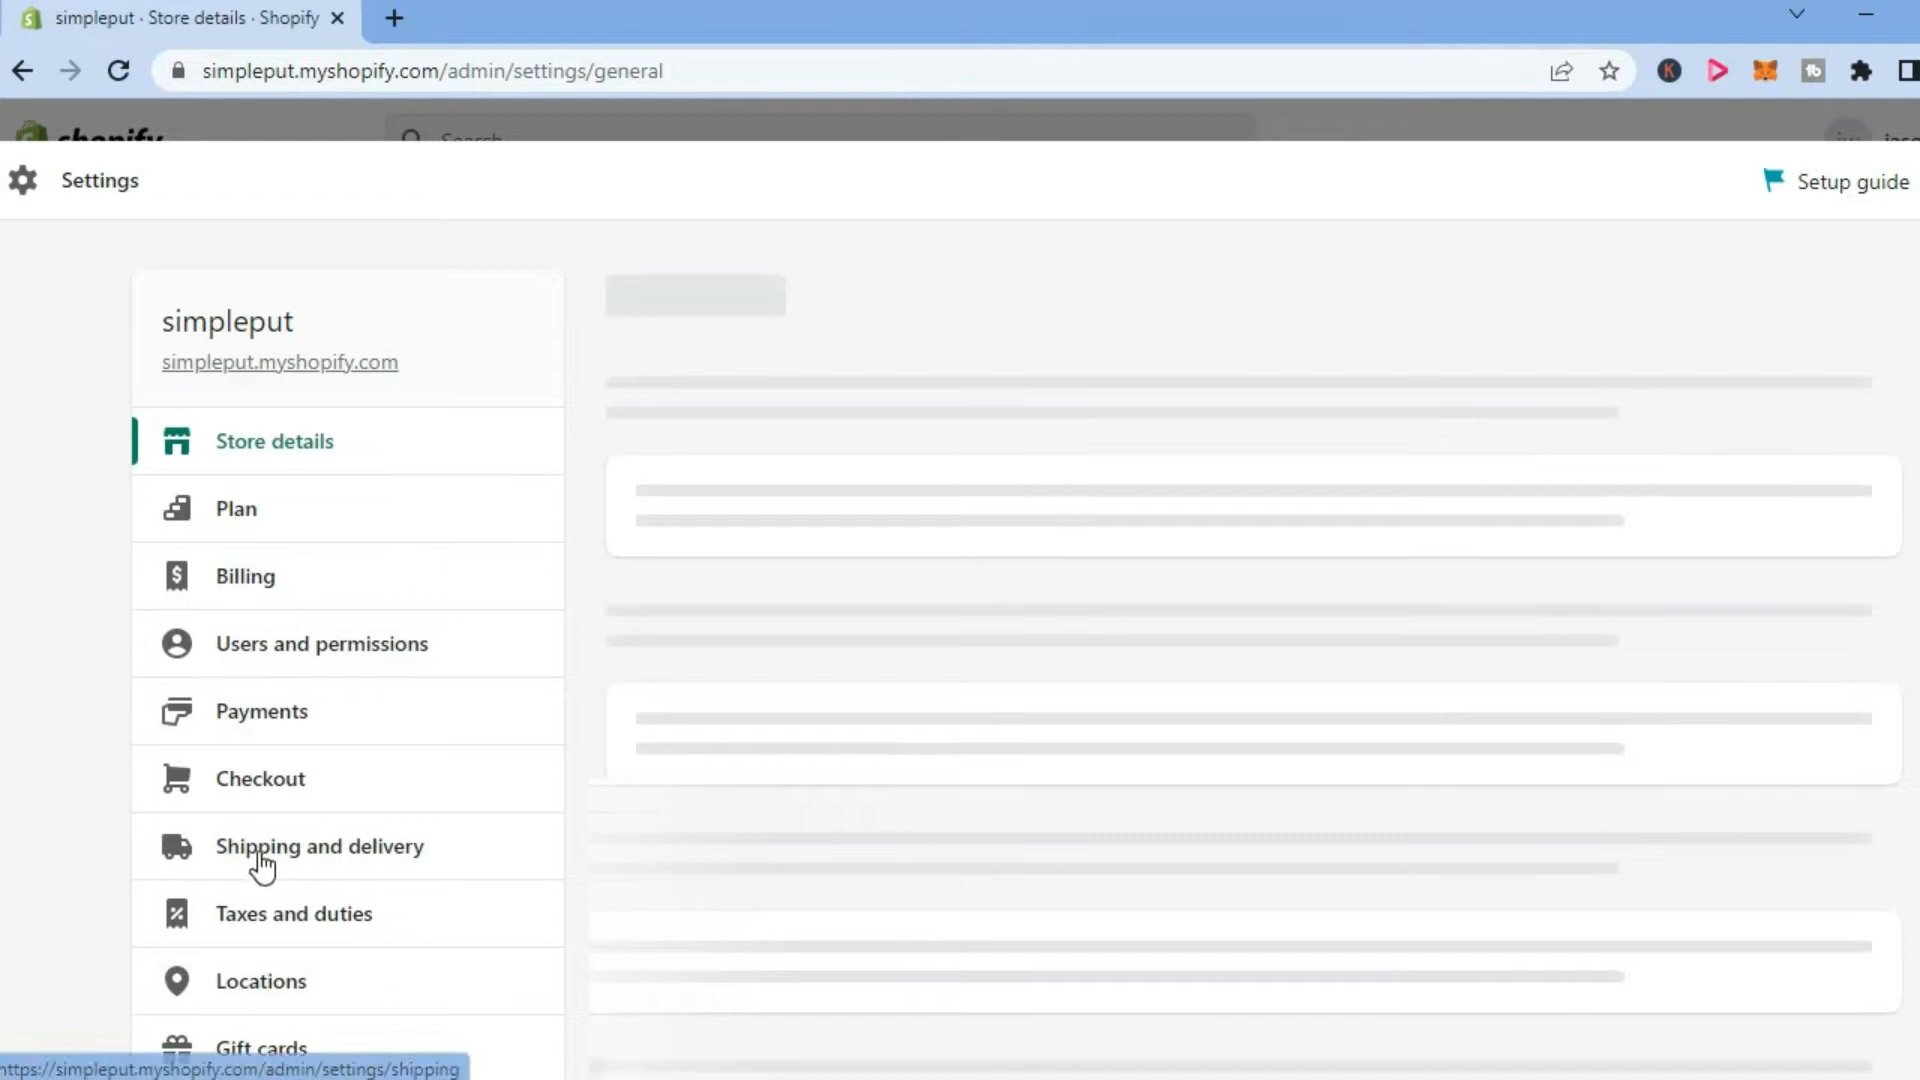 simpleput · Store details · Shopify
simpleput.myshopify.com/admin/settings/general
shopify
Search
Settings
Setup guide
simpleput
simpleput.myshopify.com
Store details
Plan
Billing
Users and permissions
Payments
Checkout
Shipping and delivery
Taxes and duties
Locations
Gift cards
https://simpleput.myshopify.com/admin/settings/shipping